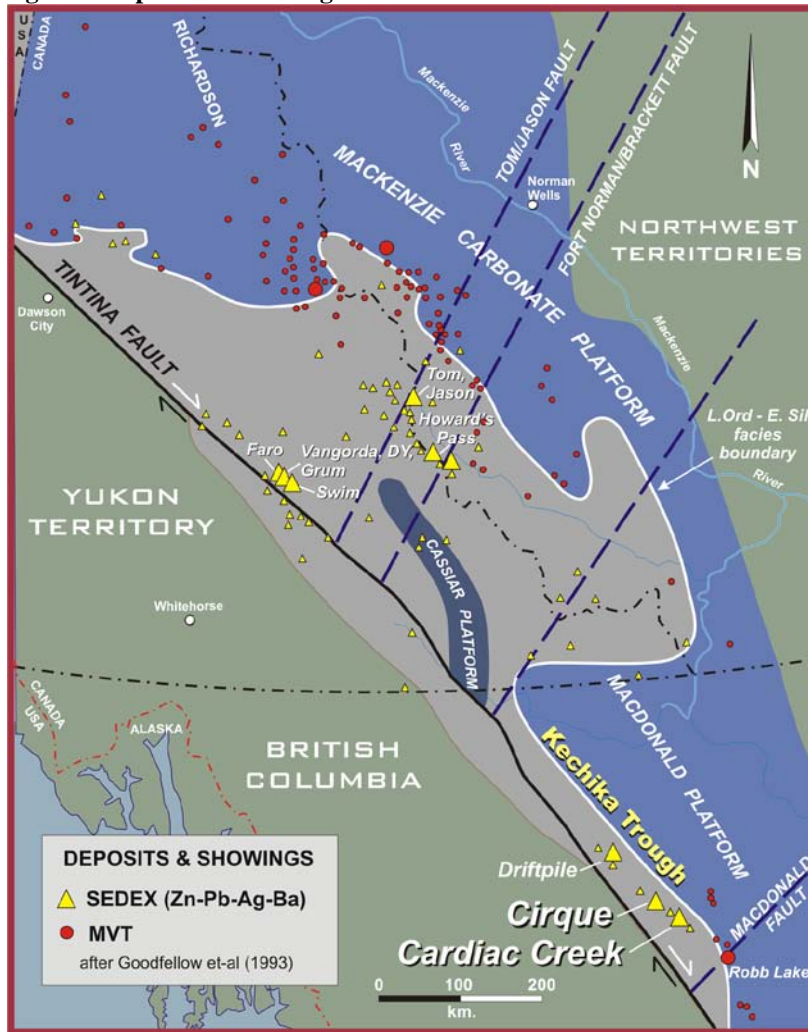 U
S
A
CANADA
RICHARDSON
Mackenzie
River
TOM/JASON FAULT
FORT NORMAN/BRACKETT FAULT
N
MACKENZIE CARBONATE PLATFORM
Norman
Wells
NORTHWEST
TERRITORIES
Mackenzie
River
TINTINA FAULT
Dawson
City
Tom,
Jason
Howard's
Pass
L.Ord - E. Sil
facies
boundary
Faro
Vangorda, DY,
Grum
Swim
YUKON
TERRITORY
CASSIAR PLATFORM
Whitehorse
CANADA
USA
ALASKA
BRITISH
COLUMBIA
MACDONALD PLATFORM
Kechika Trough
Driftpile
Cirque
Cardiac Creek
MACDONALD
FAULT
Robb Lake
DEPOSITS & SHOWINGS
SEDEX (Zn-Pb-Ag-Ba)
MVT
after Goodfellow et-al (1993)
0 100 200
km.